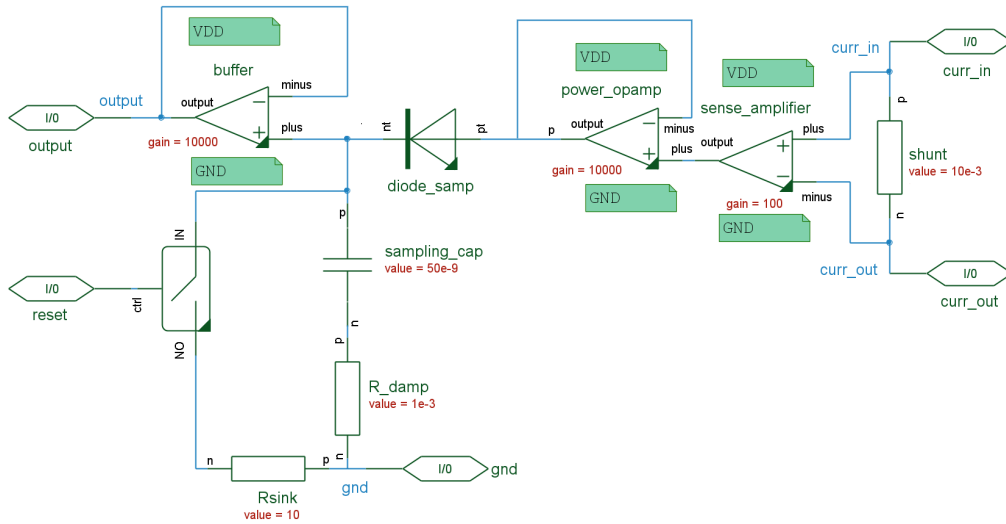 VDD
buffer
minus
output
output
I/0
output
plus
gain = 10000
GND
nt
pt
diode_samp
VDD
power_opamp
output
minus
p
plus
gain = 10000
GND
VDD
sense_amplifier
output
plus
minus
gain = 100
GND
curr_in
I/0
curr_in
p
shunt
value = 10e-3
n
curr_out
I/0
curr_out
IN
p
sampling_cap
value = 50e-9
n
I/0
reset
ctrl
NO
p
R_damp
value = 1e-3
n
n
p
Rsink
value = 10
gnd
I/0
gnd